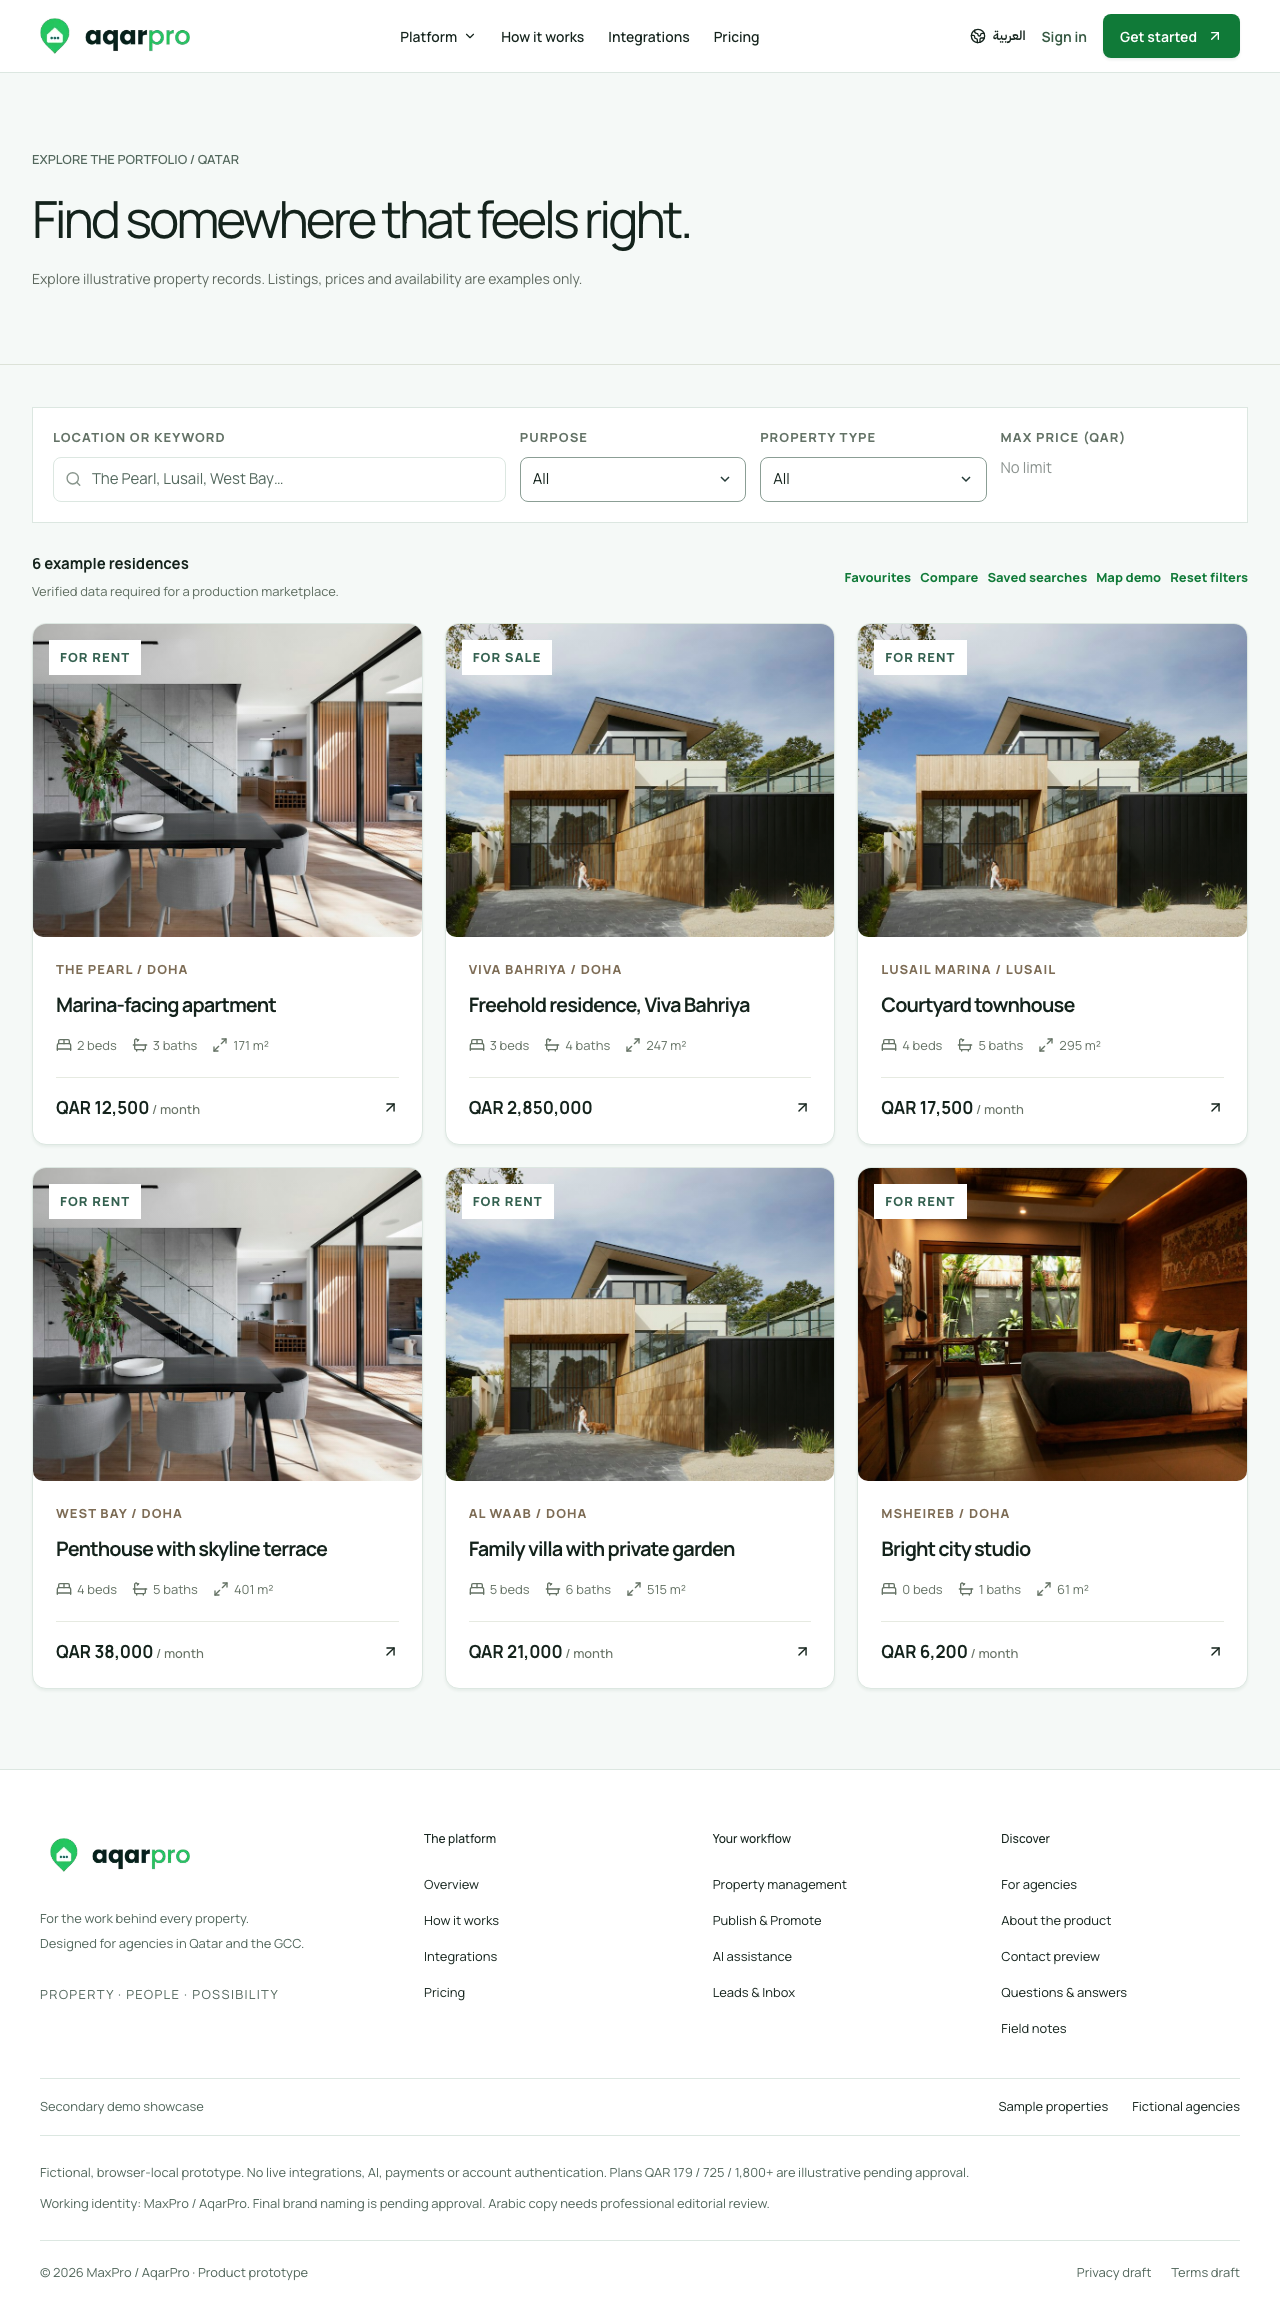 aqarpro
Platform
How it works
Integrations
Pricing
العربية
Sign in
Get started
EXPLORE THE PORTFOLIO / QATAR
Find somewhere that feels right.
Explore illustrative property records. Listings, prices and availability are examples only.
LOCATION OR KEYWORD
PURPOSE
PROPERTY TYPE
MAX PRICE (QAR)
The Pearl, Lusail, West Bay...
All
All
No limit
6 example residences
Verified data required for a production marketplace.
Favourites
Compare
Saved searches
Map demo
Reset filters
FOR RENT
THE PEARL / DOHA
Marina-facing apartment
2 beds
3 baths
171 m²
QAR 12,500 / month
FOR SALE
VIVA BAHRIYA / DOHA
Freehold residence, Viva Bahriya
3 beds
4 baths
247 m²
QAR 2,850,000
FOR RENT
LUSAIL MARINA / LUSAIL
Courtyard townhouse
4 beds
5 baths
295 m²
QAR 17,500 / month
FOR RENT
WEST BAY / DOHA
Penthouse with skyline terrace
4 beds
5 baths
401 m²
QAR 38,000 / month
FOR RENT
AL WAAB / DOHA
Family villa with private garden
5 beds
6 baths
515 m²
QAR 21,000 / month
FOR RENT
MSHEIREB / DOHA
Bright city studio
0 beds
1 baths
61 m²
QAR 6,200 / month
aqarpro
For the work behind every property.
Designed for agencies in Qatar and the GCC.
PROPERTY · PEOPLE · POSSIBILITY
The platform
Overview
How it works
Integrations
Pricing
Your workflow
Property management
Publish & Promote
AI assistance
Leads & Inbox
Discover
For agencies
About the product
Contact preview
Questions & answers
Field notes
Secondary demo showcase
Sample properties
Fictional agencies
Fictional, browser-local prototype. No live integrations, AI, payments or account authentication. Plans QAR 179 / 725 / 1,800+ are illustrative pending approval.
Working identity: MaxPro / AqarPro. Final brand naming is pending approval. Arabic copy needs professional editorial review.
© 2026 MaxPro / AqarPro · Product prototype
Privacy draft
Terms draft